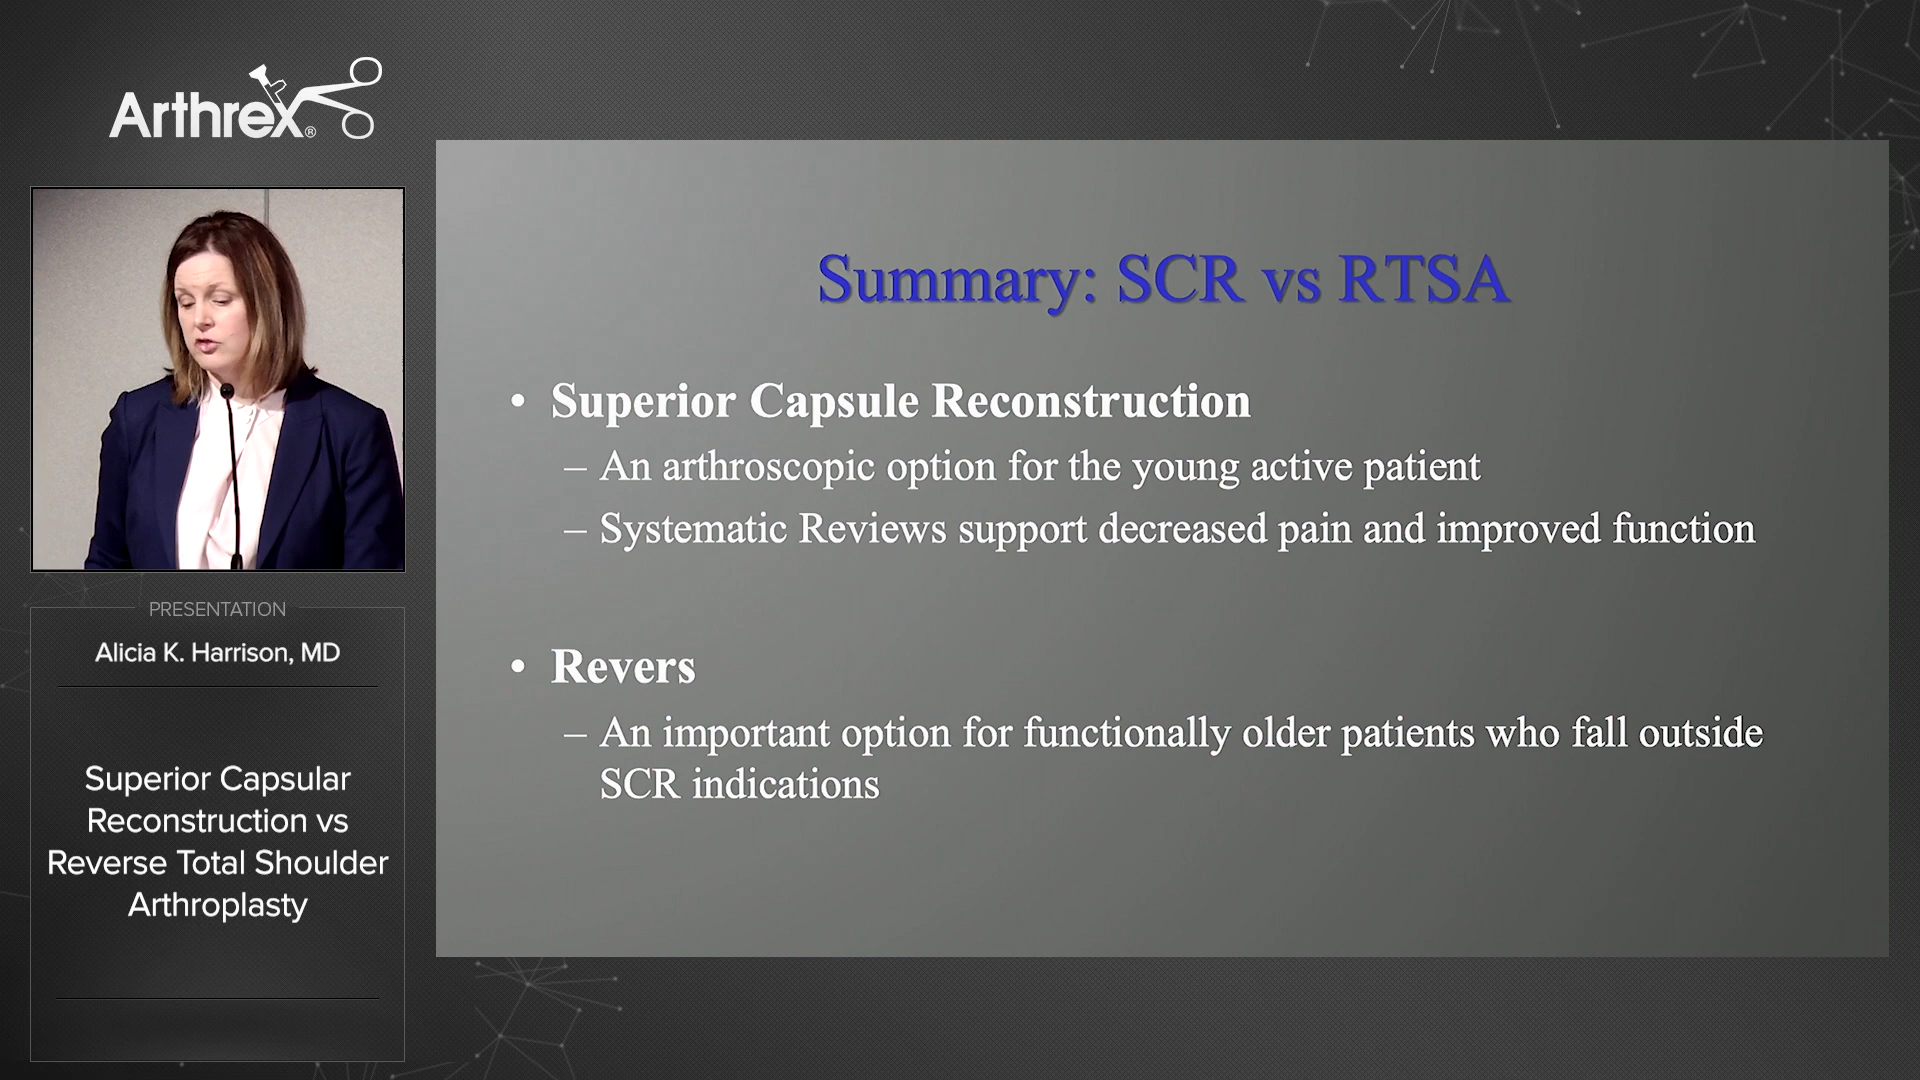 Arthrex®
PRESENTATION
Alicia K. Harrison, MD
Superior Capsular
Reconstruction vs
Reverse Total Shoulder
Arthroplasty
Summary: SCR vs RTSA
• Superior Capsule Reconstruction
– An arthroscopic option for the young active patient
– Systematic Reviews support decreased pain and improved function
• Revers
– An important option for functionally older patients who fall outside
SCR indications